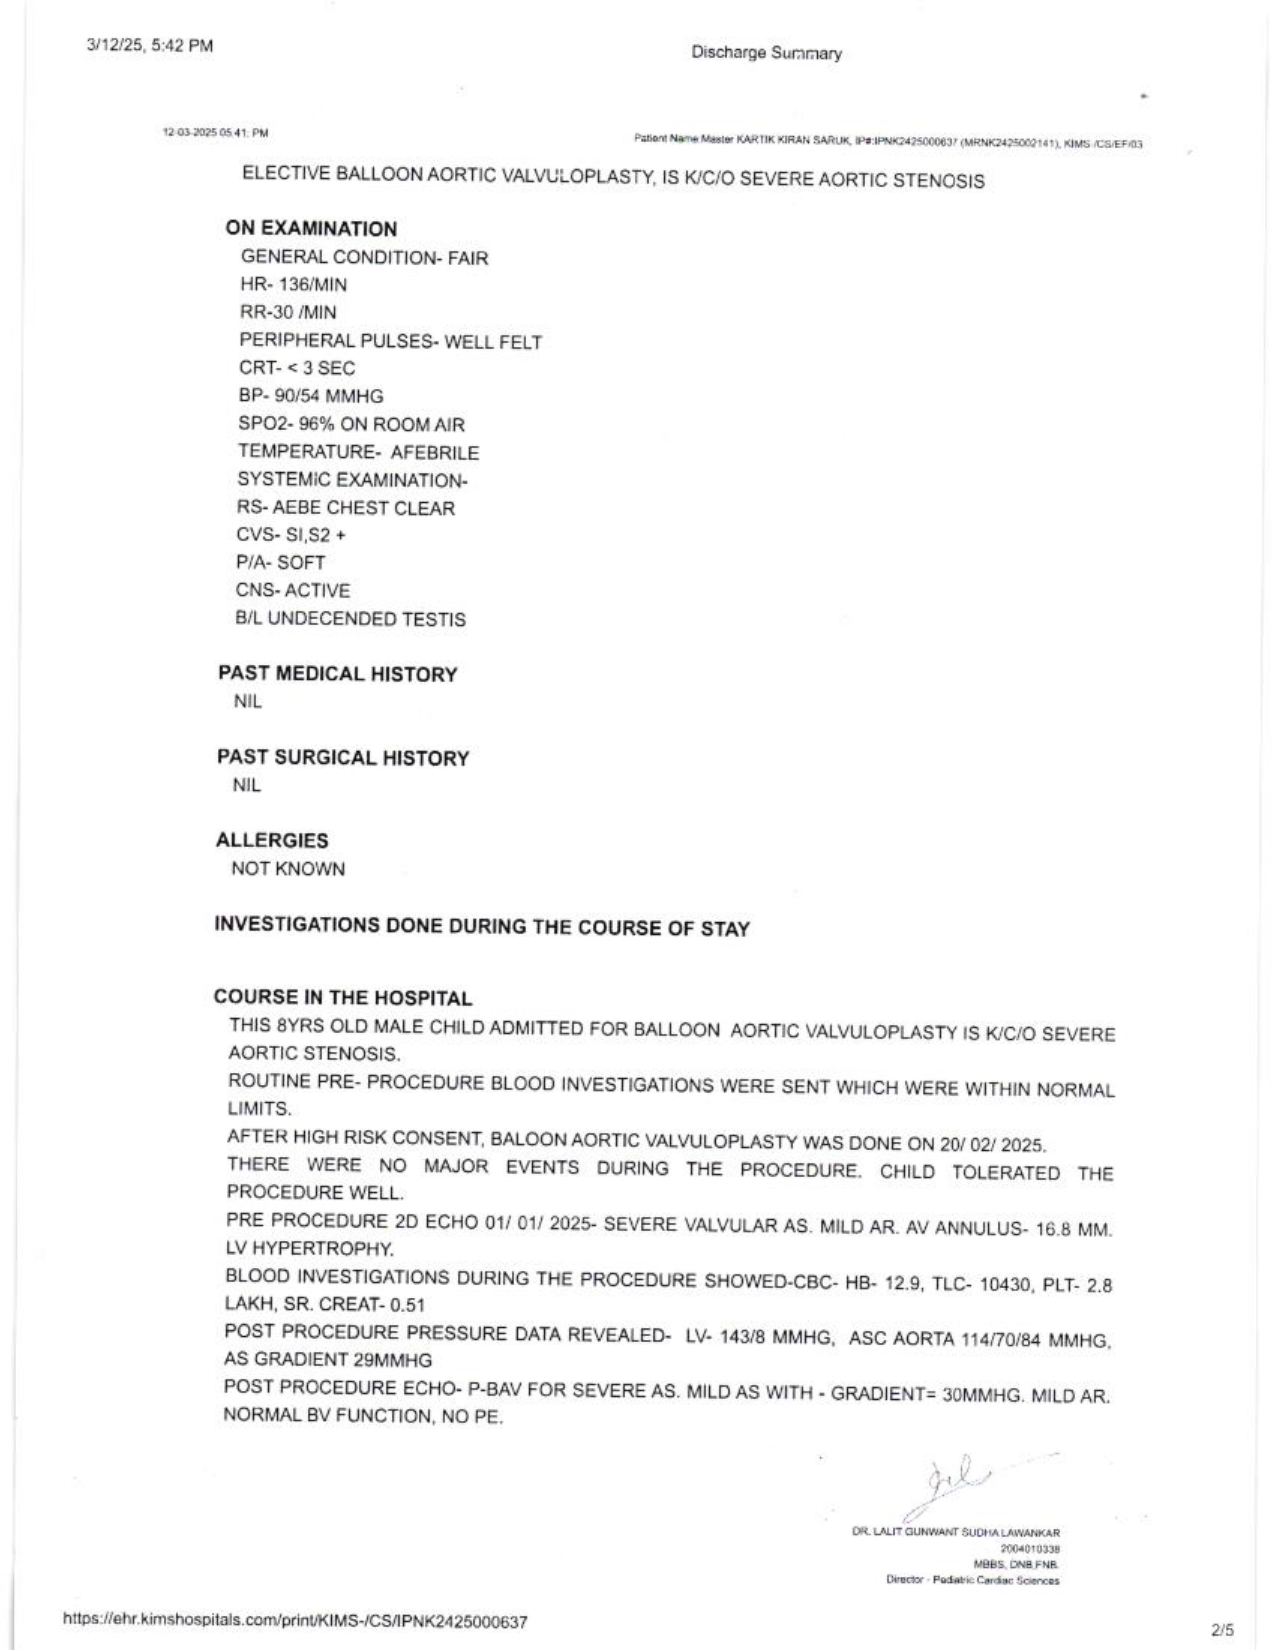 3/12/25, 5:42 PM
Discharge Summary
12-03-2025 05:41: PM
Patient Name:Master KARTIK KIRAN SARUK, IP#:IPNK2425000637 (MRNK2425002141), KIMS-/CS/EF/03
ELECTIVE BALLOON AORTIC VALVULOPLASTY, IS K/C/O SEVERE AORTIC STENOSIS
ON EXAMINATION
GENERAL CONDITION- FAIR
HR- 136/MIN
RR-30 /MIN
PERIPHERAL PULSES- WELL FELT
CRT- < 3 SEC
BP- 90/54 MMHG
SPO2- 96% ON ROOM AIR
TEMPERATURE- AFEBRILE
SYSTEMIC EXAMINATION-
RS- AEBE CHEST CLEAR
CVS- SI,S2 +
P/A- SOFT
CNS- ACTIVE
B/L UNDECENDED TESTIS
PAST MEDICAL HISTORY
NIL
PAST SURGICAL HISTORY
NIL
ALLERGIES
NOT KNOWN
INVESTIGATIONS DONE DURING THE COURSE OF STAY
COURSE IN THE HOSPITAL
THIS 8YRS OLD MALE CHILD ADMITTED FOR BALLOON AORTIC VALVULOPLASTY IS K/C/O SEVERE
AORTIC STENOSIS.
ROUTINE PRE- PROCEDURE BLOOD INVESTIGATIONS WERE SENT WHICH WERE WITHIN NORMAL
LIMITS.
AFTER HIGH RISK CONSENT, BALOON AORTIC VALVULOPLASTY WAS DONE ON 20/ 02/ 2025.
THERE WERE NO MAJOR EVENTS DURING THE PROCEDURE. CHILD TOLERATED THE
PROCEDURE WELL.
PRE PROCEDURE 2D ECHO 01/ 01/ 2025- SEVERE VALVULAR AS. MILD AR. AV ANNULUS- 16.8 MM.
LV HYPERTROPHY.
BLOOD INVESTIGATIONS DURING THE PROCEDURE SHOWED-CBC- HB- 12.9, TLC- 10430, PLT- 2.8
LAKH, SR. CREAT- 0.51
POST PROCEDURE PRESSURE DATA REVEALED- LV- 143/8 MMHG, ASC AORTA 114/70/84 MMHG,
AS GRADIENT 29MMHG
POST PROCEDURE ECHO- P-BAV FOR SEVERE AS. MILD AS WITH - GRADIENT= 30MMHG. MILD AR.
NORMAL BV FUNCTION, NO PE.
DR. LALIT GUNWANT SUDHA LAWANKAR
2004010338
MBBS, DNB,FNB.
Director - Pediatric Cardiac Sciences
https://ehr.kimshospitals.com/print/KIMS-/CS/IPNK2425000637
2/5